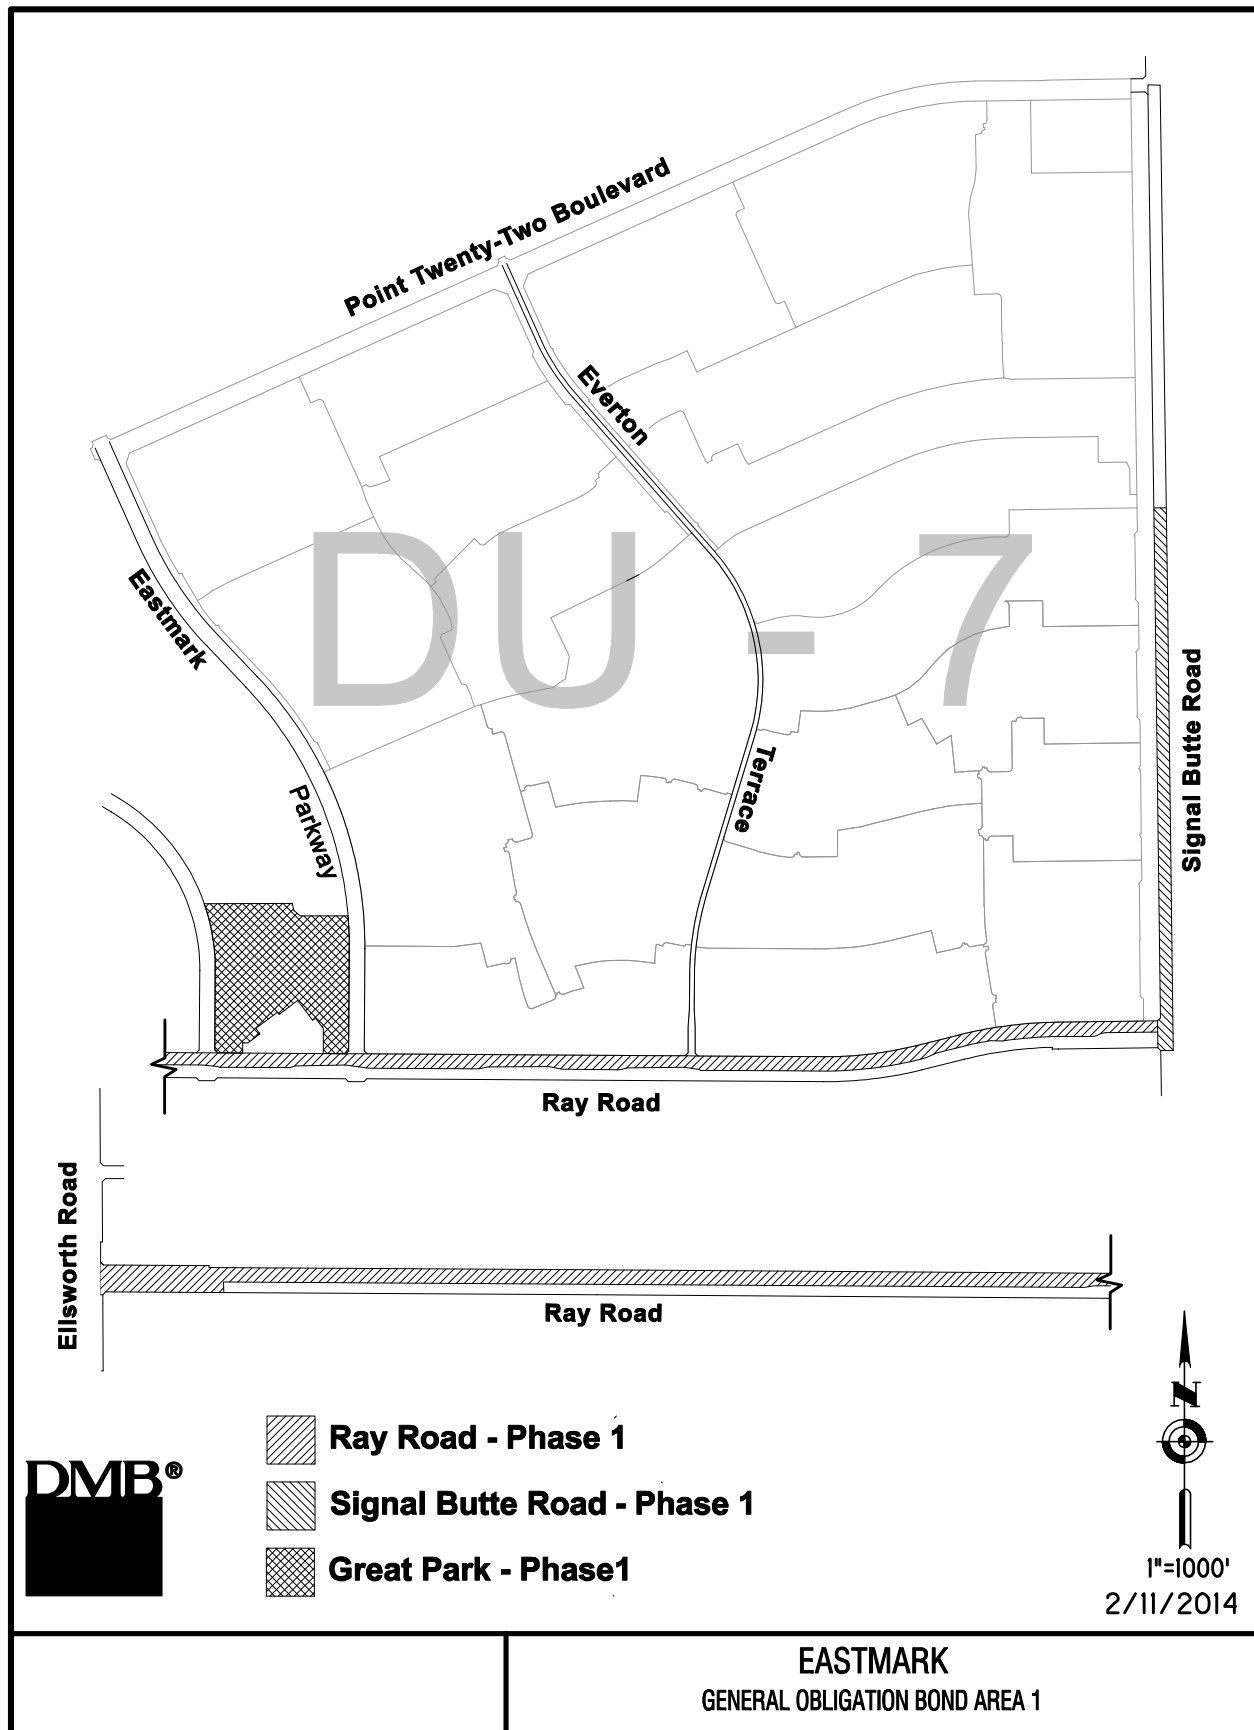 Point Twenty-Two Boulevard
Everton
Terrace
DU - 7
Eastmark
Parkway
Signal Butte Road
Ray Road
Ellsworth Road
Ray Road
Ray Road - Phase 1
Signal Butte Road - Phase 1
Great Park - Phase1
DMB®
N
1"=1000'
2/11/2014
EASTMARK
GENERAL OBLIGATION BOND AREA 1